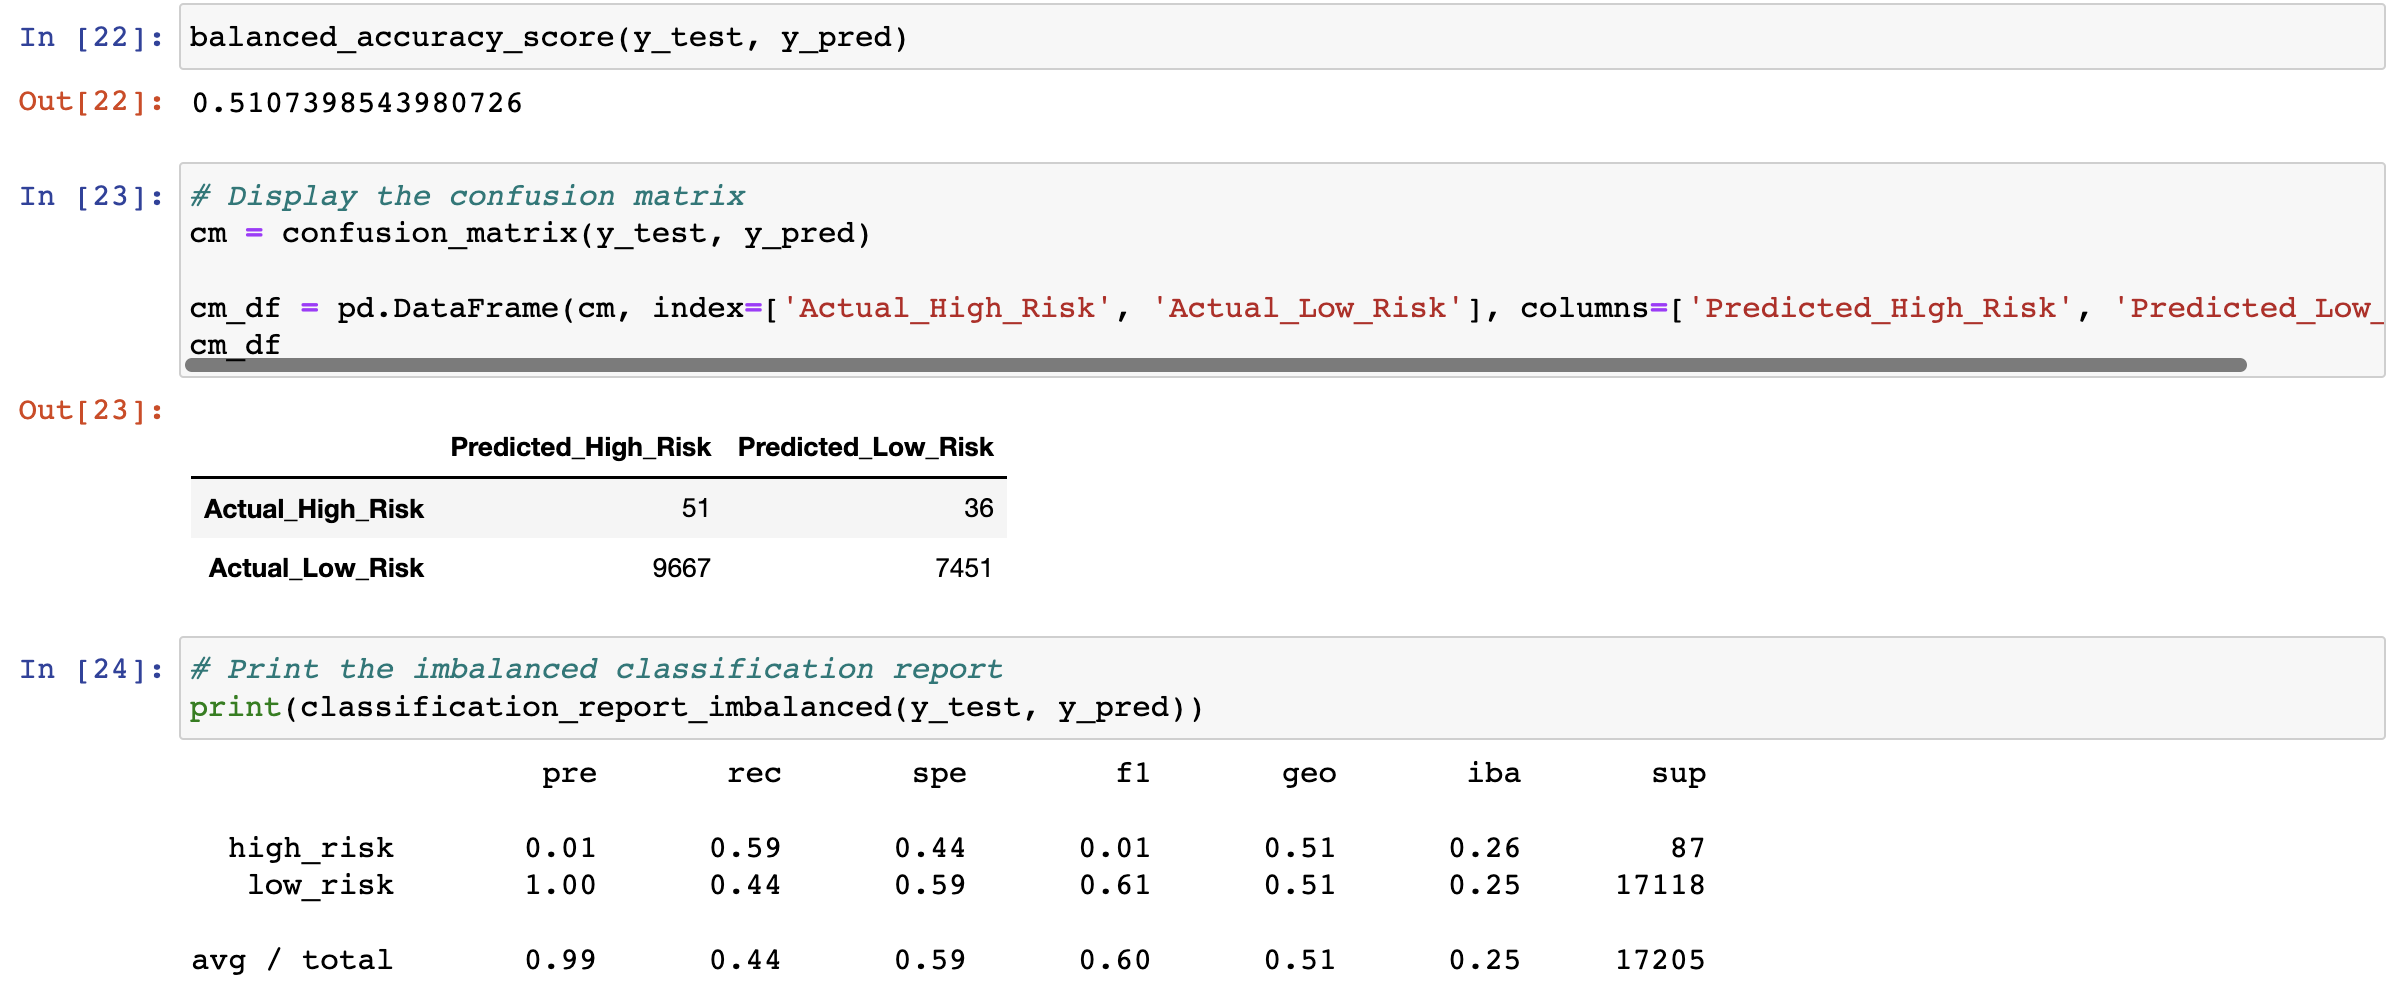 In [22]: balanced_accuracy_score(y_test, y_pred)
Out[22]: 0.5107398543980726
In [23]: # Display the confusion matrix
cm = confusion_matrix(y_test, y_pred)
cm_df = pd.DataFrame(cm, index=['Actual_High_Risk', 'Actual_Low_Risk'], columns=['Predicted_High_Risk', 'Predicted_Low_
cm_df
Out[23]:
Predicted_High_Risk Predicted_Low_Risk
Actual_High_Risk 51 36
Actual_Low_Risk 9667 7451
In [24]: # Print the imbalanced classification report
print(classification_report_imbalanced(y_test, y_pred))
pre rec spe f1 geo iba sup
high_risk 0.01 0.59 0.44 0.01 0.51 0.26 87
low_risk 1.00 0.44 0.59 0.61 0.51 0.25 17118
avg / total 0.99 0.44 0.59 0.60 0.51 0.25 17205